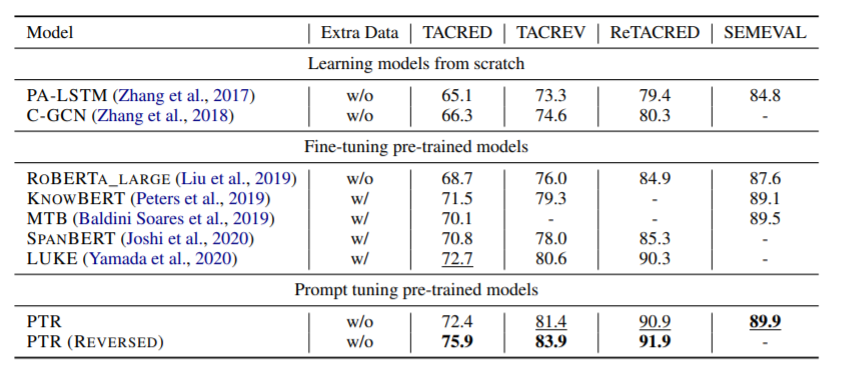 Model | Extra Data | TACRED | TACREV | ReTACRED | SEMEVAL
Learning models from scratch
PA-LSTM (Zhang et al., 2017) | w/o | 65.1 | 73.3 | 79.4 | 84.8
C-GCN (Zhang et al., 2018) | w/o | 66.3 | 74.6 | 80.3 | -
Fine-tuning pre-trained models
ROBERTA_LARGE (Liu et al., 2019) | w/o | 68.7 | 76.0 | 84.9 | 87.6
KNOWBERT (Peters et al., 2019) | w/ | 71.5 | 79.3 | - | 89.1
MTB (Baldini Soares et al., 2019) | w/ | 70.1 | - | - | 89.5
SPANBERT (Joshi et al., 2020) | w/ | 70.8 | 78.0 | 85.3 | -
LUKE (Yamada et al., 2020) | w/ | 72.7 | 80.6 | 90.3 | -
Prompt tuning pre-trained models
PTR | w/o | 72.4 | 81.4 | 90.9 | 89.9
PTR (REVERSED) | w/o | 75.9 | 83.9 | 91.9 | -